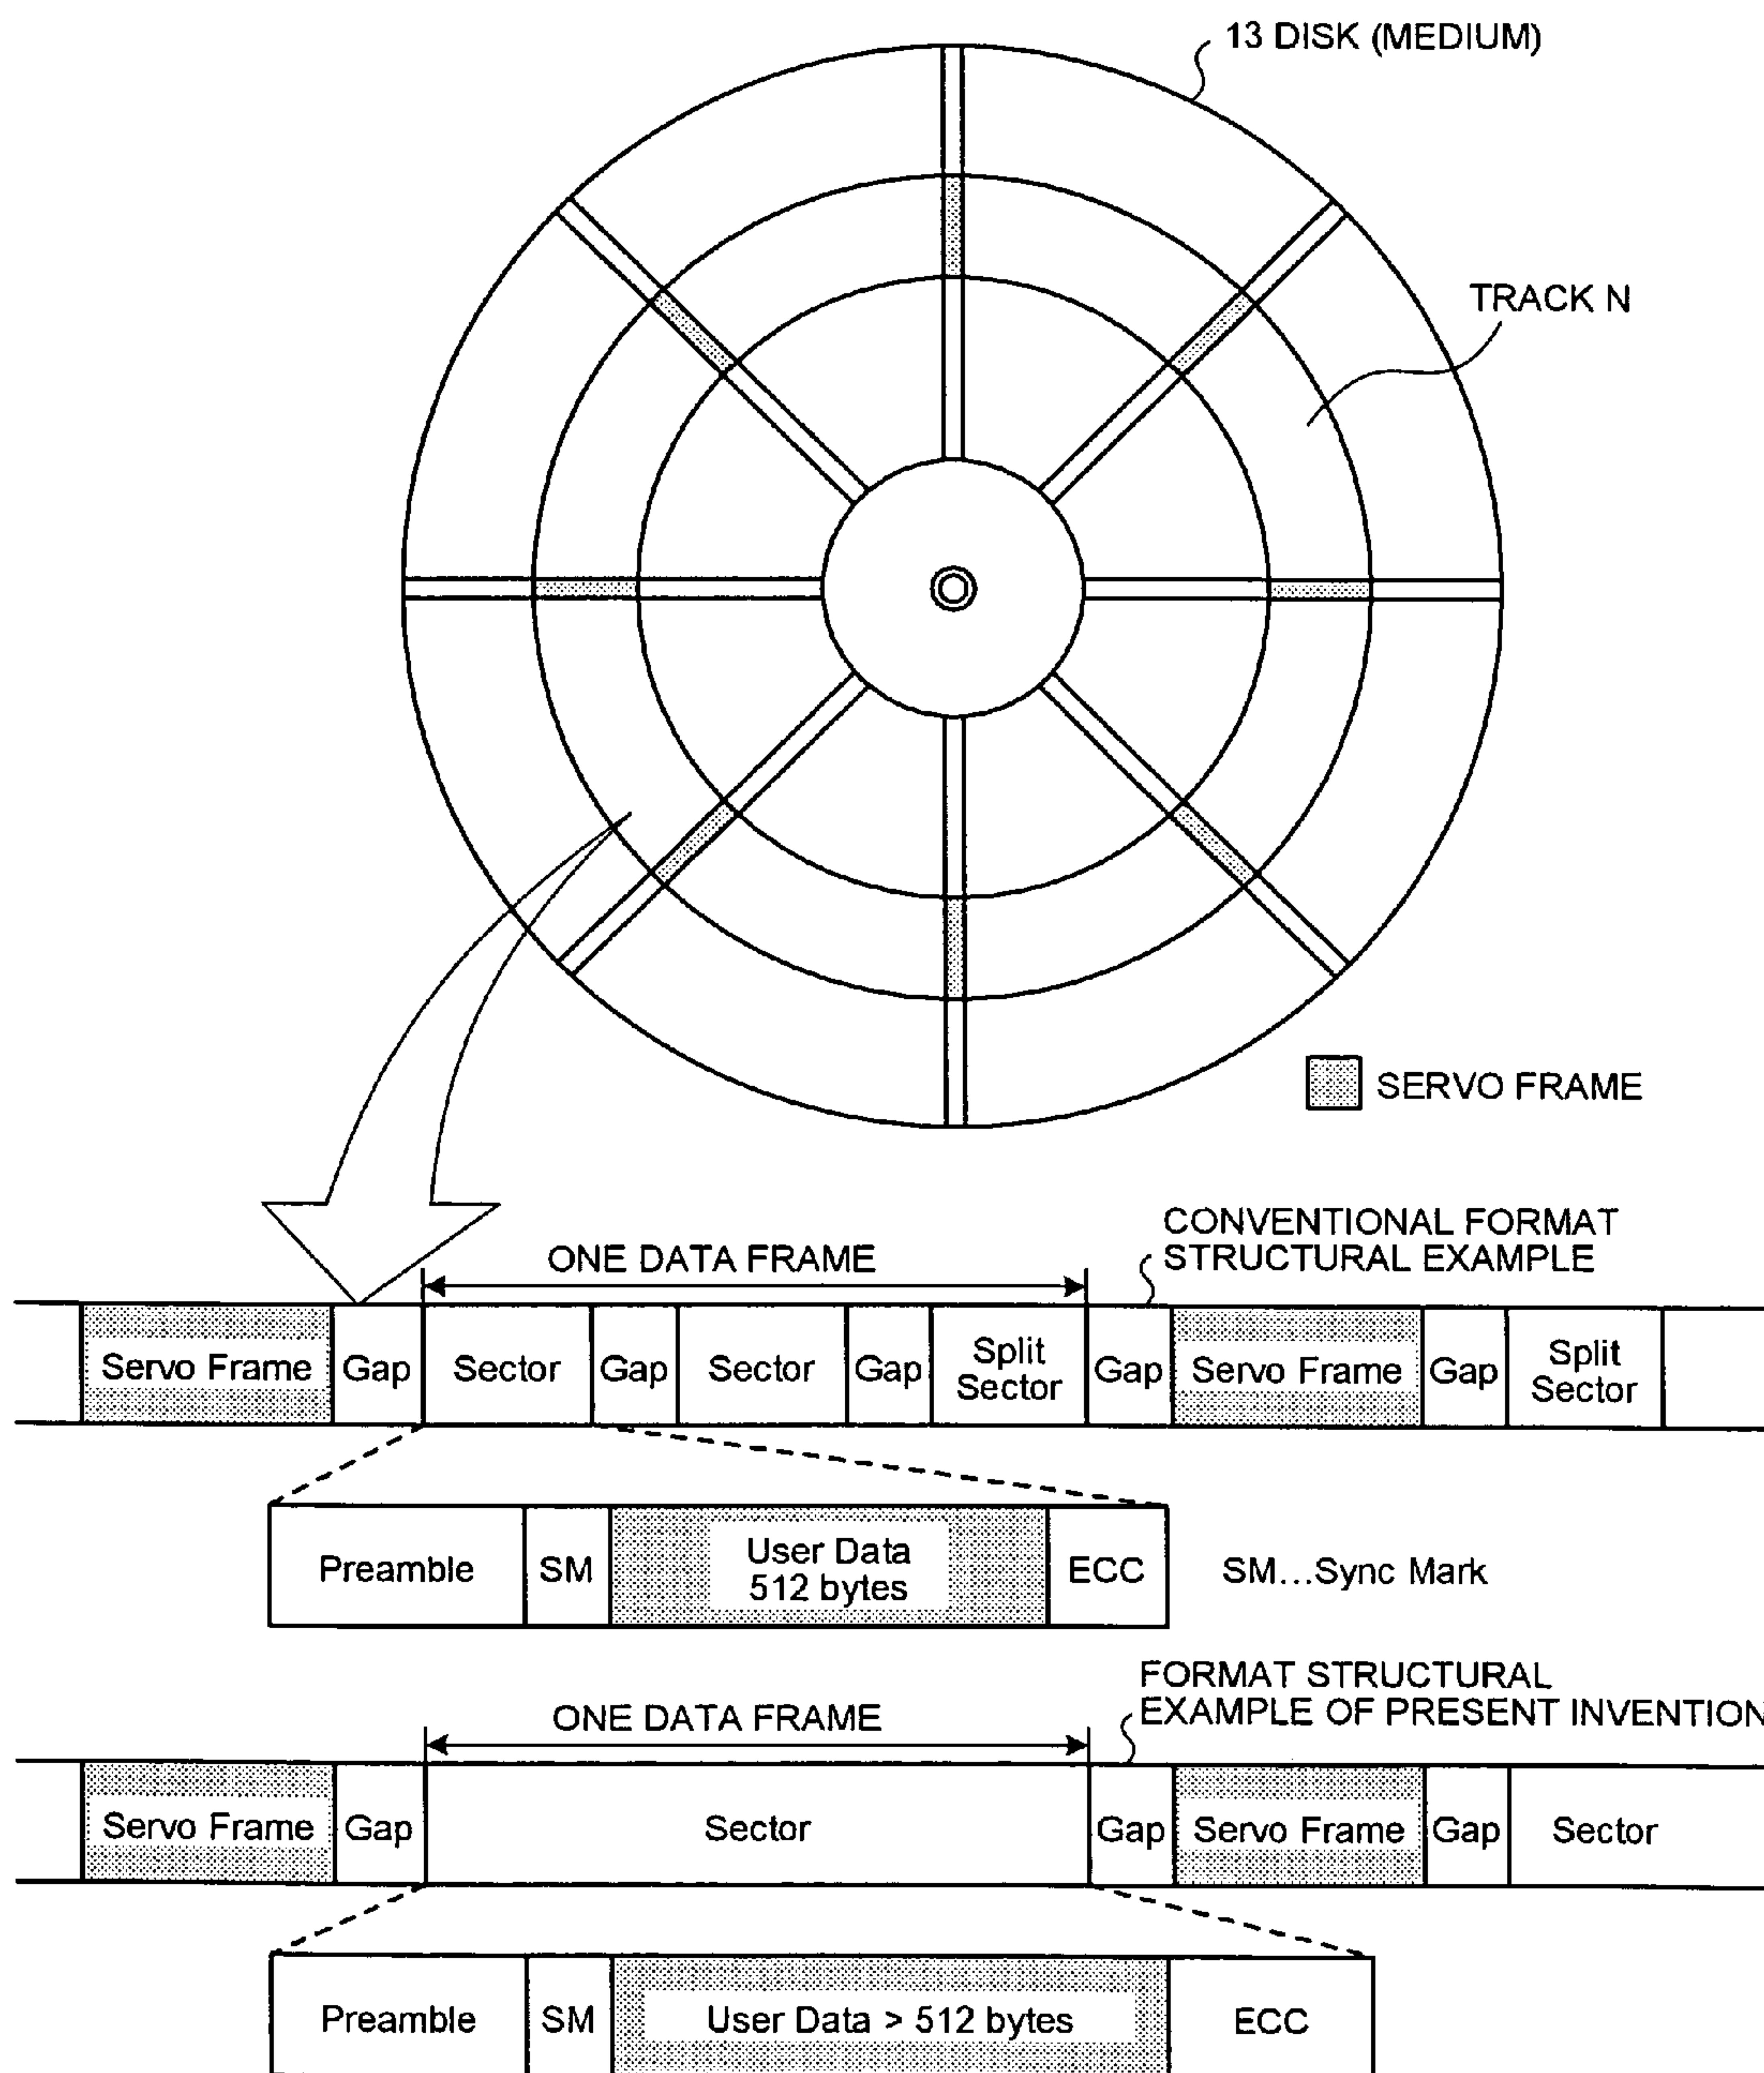 13 DISK (MEDIUM)
TRACK N
SERVO FRAME
CONVENTIONAL FORMAT
STRUCTURAL EXAMPLE
ONE DATA FRAME
Servo Frame Gap Sector Gap Sector Gap Split Sector Gap Servo Frame Gap Split Sector
Preamble SM User Data 512 bytes ECC SM...Sync Mark
FORMAT STRUCTURAL
EXAMPLE OF PRESENT INVENTION
ONE DATA FRAME
Servo Frame Gap Sector Gap Servo Frame Gap Sector
Preamble SM User Data > 512 bytes ECC